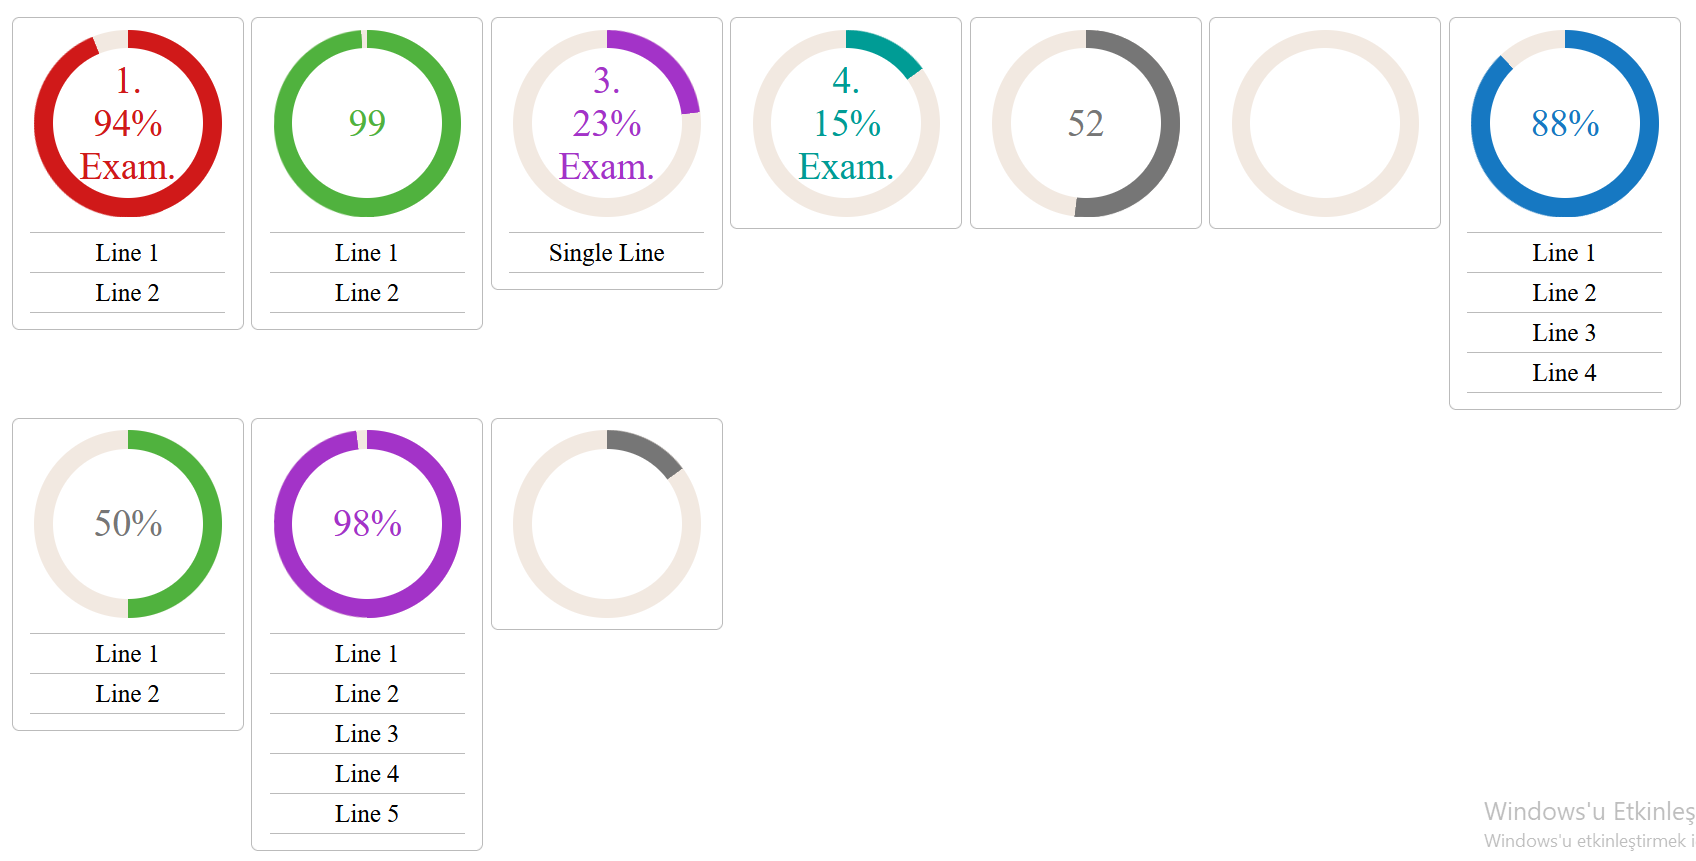 1.
94%
Exam.
Line 1
Line 2
99
Line 1
Line 2
3.
23%
Exam.
Single Line
4.
15%
Exam.
52
88%
Line 1
Line 2
Line 3
Line 4
50%
Line 1
Line 2
98%
Line 1
Line 2
Line 3
Line 4
Line 5
Windows'u Etkinleş
Windows'u etkinleştirmek i